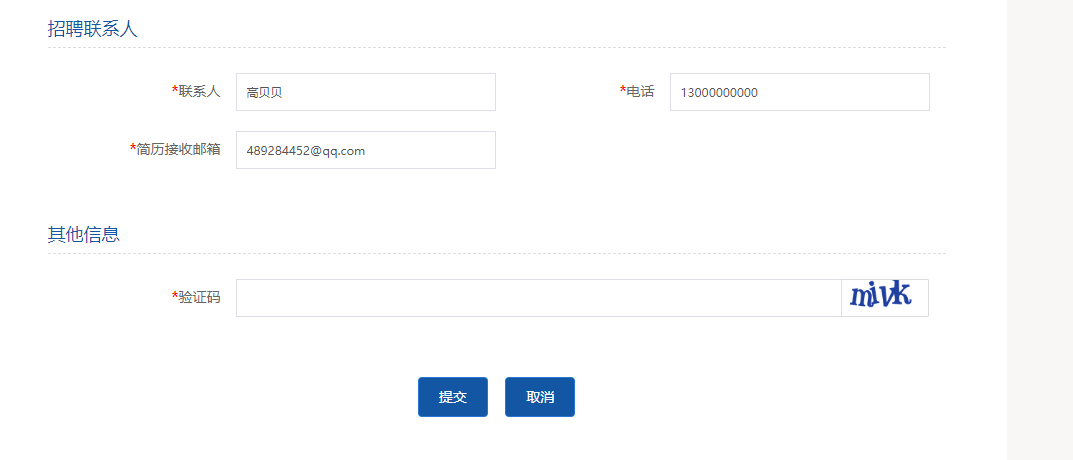 招聘联系人
*联系人 高贝贝 *电话 13000000000
*简历接收邮箱 489284452@qq.com
其他信息
*验证码 mivk
提交 取消